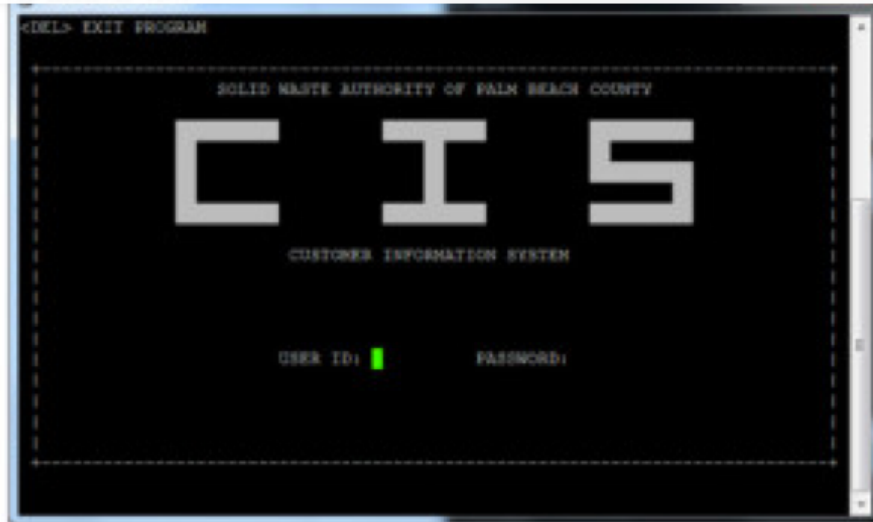 <DEL> EXIT PROGRAM
SOLID WASTE AUTHORITY OF PALM BEACH COUNTY
CIS
CUSTOMER INFORMATION SYSTEM
USER ID: PASSWORD: